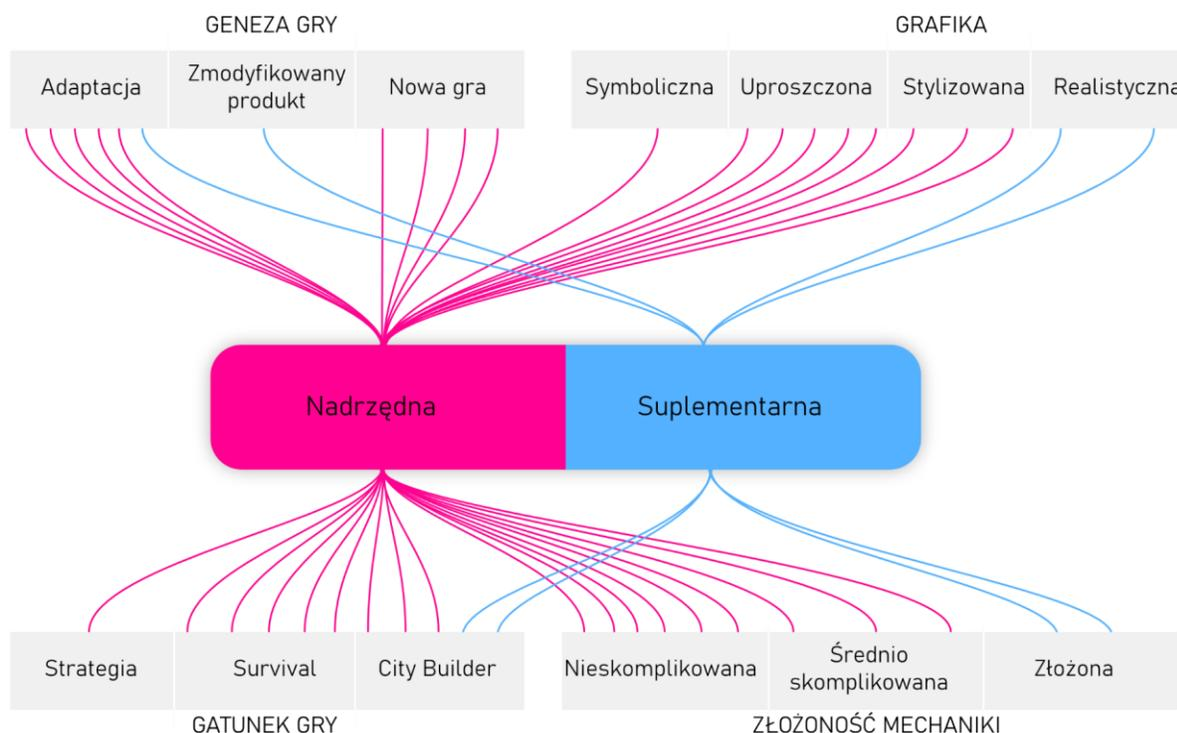 GENEZA GRY
GRAFIKA
Adaptacja
Zmodyfikowany
produkt
Nowa gra
Symboliczna
Uproszczona
Stylizowana
Realistyczna
Nadrzędna
Suplementarna
Strategia
Survival
City Builder
Nieskomplikowana
Średnio
skomplikowana
Złożona
GATUNEK GRY
ZŁOŻONOŚĆ MECHANIKI